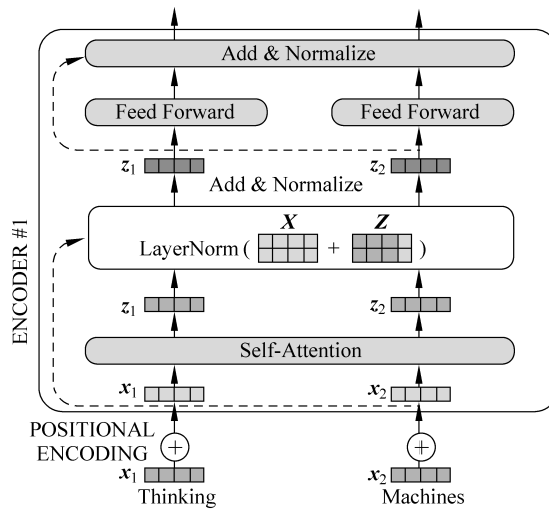 Add & Normalize
Feed Forward
Feed Forward
z1
z2
Add & Normalize
X
Z
LayerNorm ( + )
z1
z2
Self-Attention
x1
x2
ENCODER #1
POSITIONAL
ENCODING
+
+
x1
x2
Thinking
Machines